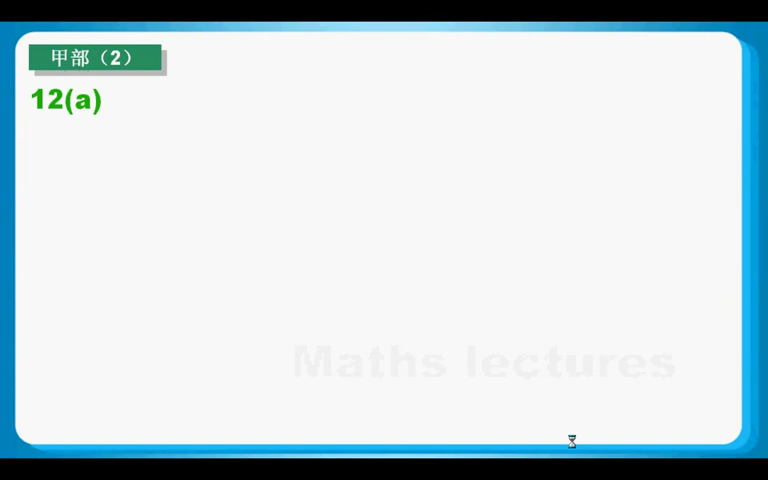 甲部（2）
12(a)
Maths lectures